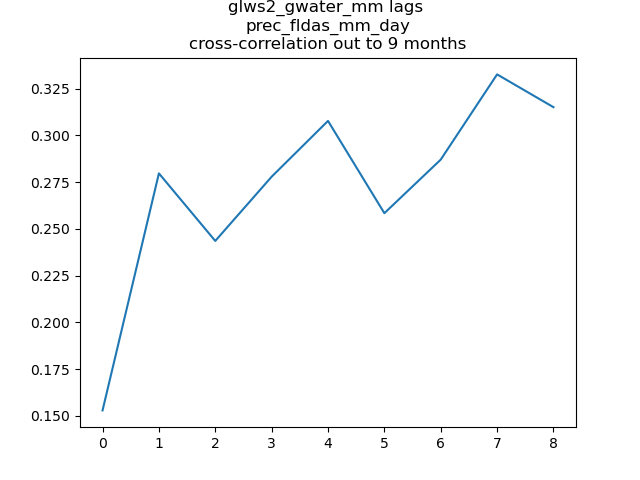 glws2_gwater_mm lags
prec_fldas_mm_day
cross-correlation out to 9 months
0.325
0.300
0.275
0.250
0.225
0.200
0.175
0.150
0 1 2 3 4 5 6 7 8